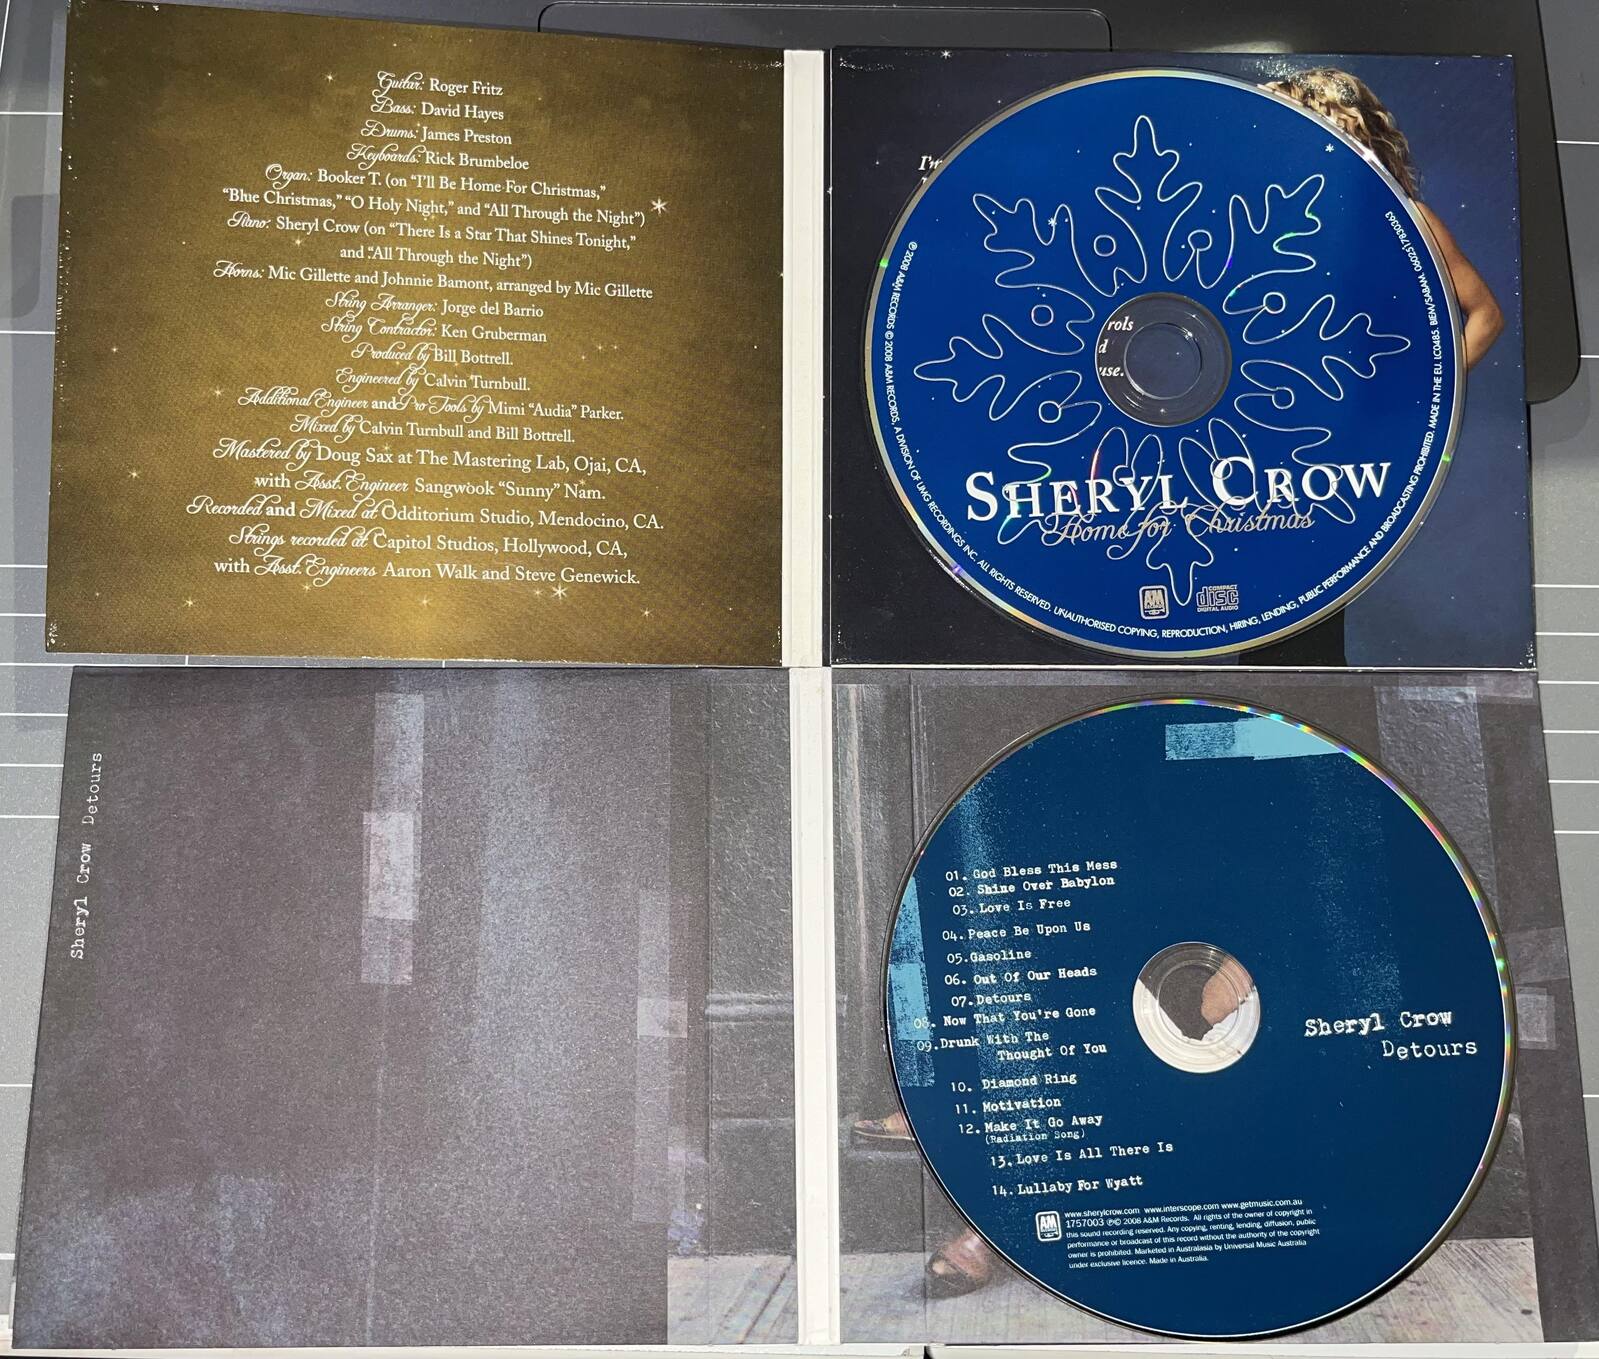 Guitar: Roger Fritz
Bass: David Hayes
Drums: James Preston
Keyboards: Rick Brumbeloe
Organ: Booker T. (on “I’ll Be Home For Christmas,”
“Blue Christmas,” “O Holy Night,” and “All Through the Night”)
Piano: Sheryl Crow (on “There Is a Star That Shines Tonight,”
and “All Through the Night”)
Horns: Mic Gillette and Johnnie Bamont, arranged by Mic Gillette
String Arranger: Jorge del Barrio
String Contractor: Ken Gruberman
Produced by Bill Bottrell.
Engineered by Calvin Turnbull.
Additional Engineer and Pro Tools by Mimi “Audia” Parker.
Mixed by Calvin Turnbull and Bill Bottrell.
Mastered by Doug Sax at The Mastering Lab, Ojai, CA,
with Asst. Engineer Sangwook “Sunny” Nam.
Recorded and Mixed at Odditorium Studio, Mendocino, CA.
Strings recorded at Capitol Studios, Hollywood, CA,
with Asst. Engineers Aaron Walk and Steve Genewick.
I'm
rols
d
use.
SHERYL CROW
Home for Christmas
A&M RECORDS
COMPACT
disc
DIGITAL AUDIO
℗ 2008 A&M RECORDS © 2008 A&M RECORDS, A DIVISION OF UMG RECORDINGS INC. ALL RIGHTS RESERVED. UNAUTHORISED COPYING, REPRODUCTION, HIRING, LENDING, PUBLIC PERFORMANCE AND BROADCASTING PROHIBITED. MADE IN THE EU. LC0485. BIEM/SABAM. 0602517830363
Sheryl Crow Detours
01. God Bless This Mess
02. Shine Over Babylon
03. Love Is Free
04. Peace Be Upon Us
05. Gasoline
06. Out Of Our Heads
07. Detours
08. Now That You're Gone
09. Drunk With The
Thought Of You
10. Diamond Ring
11. Motivation
12. Make It Go Away
(Radiation Song)
13. Love Is All There Is
14. Lullaby For Wyatt
Sheryl Crow
Detours
AM
www.sherylcrow.com www.interscope.com www.getmusic.com.au
1757003 ℗© 2008 A&M Records. All rights of the owner of copyright in
this sound recording reserved. Any copying, renting, lending, diffusion, public
performance or broadcast of this record without the authority of the copyright
owner is prohibited. Marketed in Australasia by Universal Music Australia
under exclusive licence. Made in Australia.